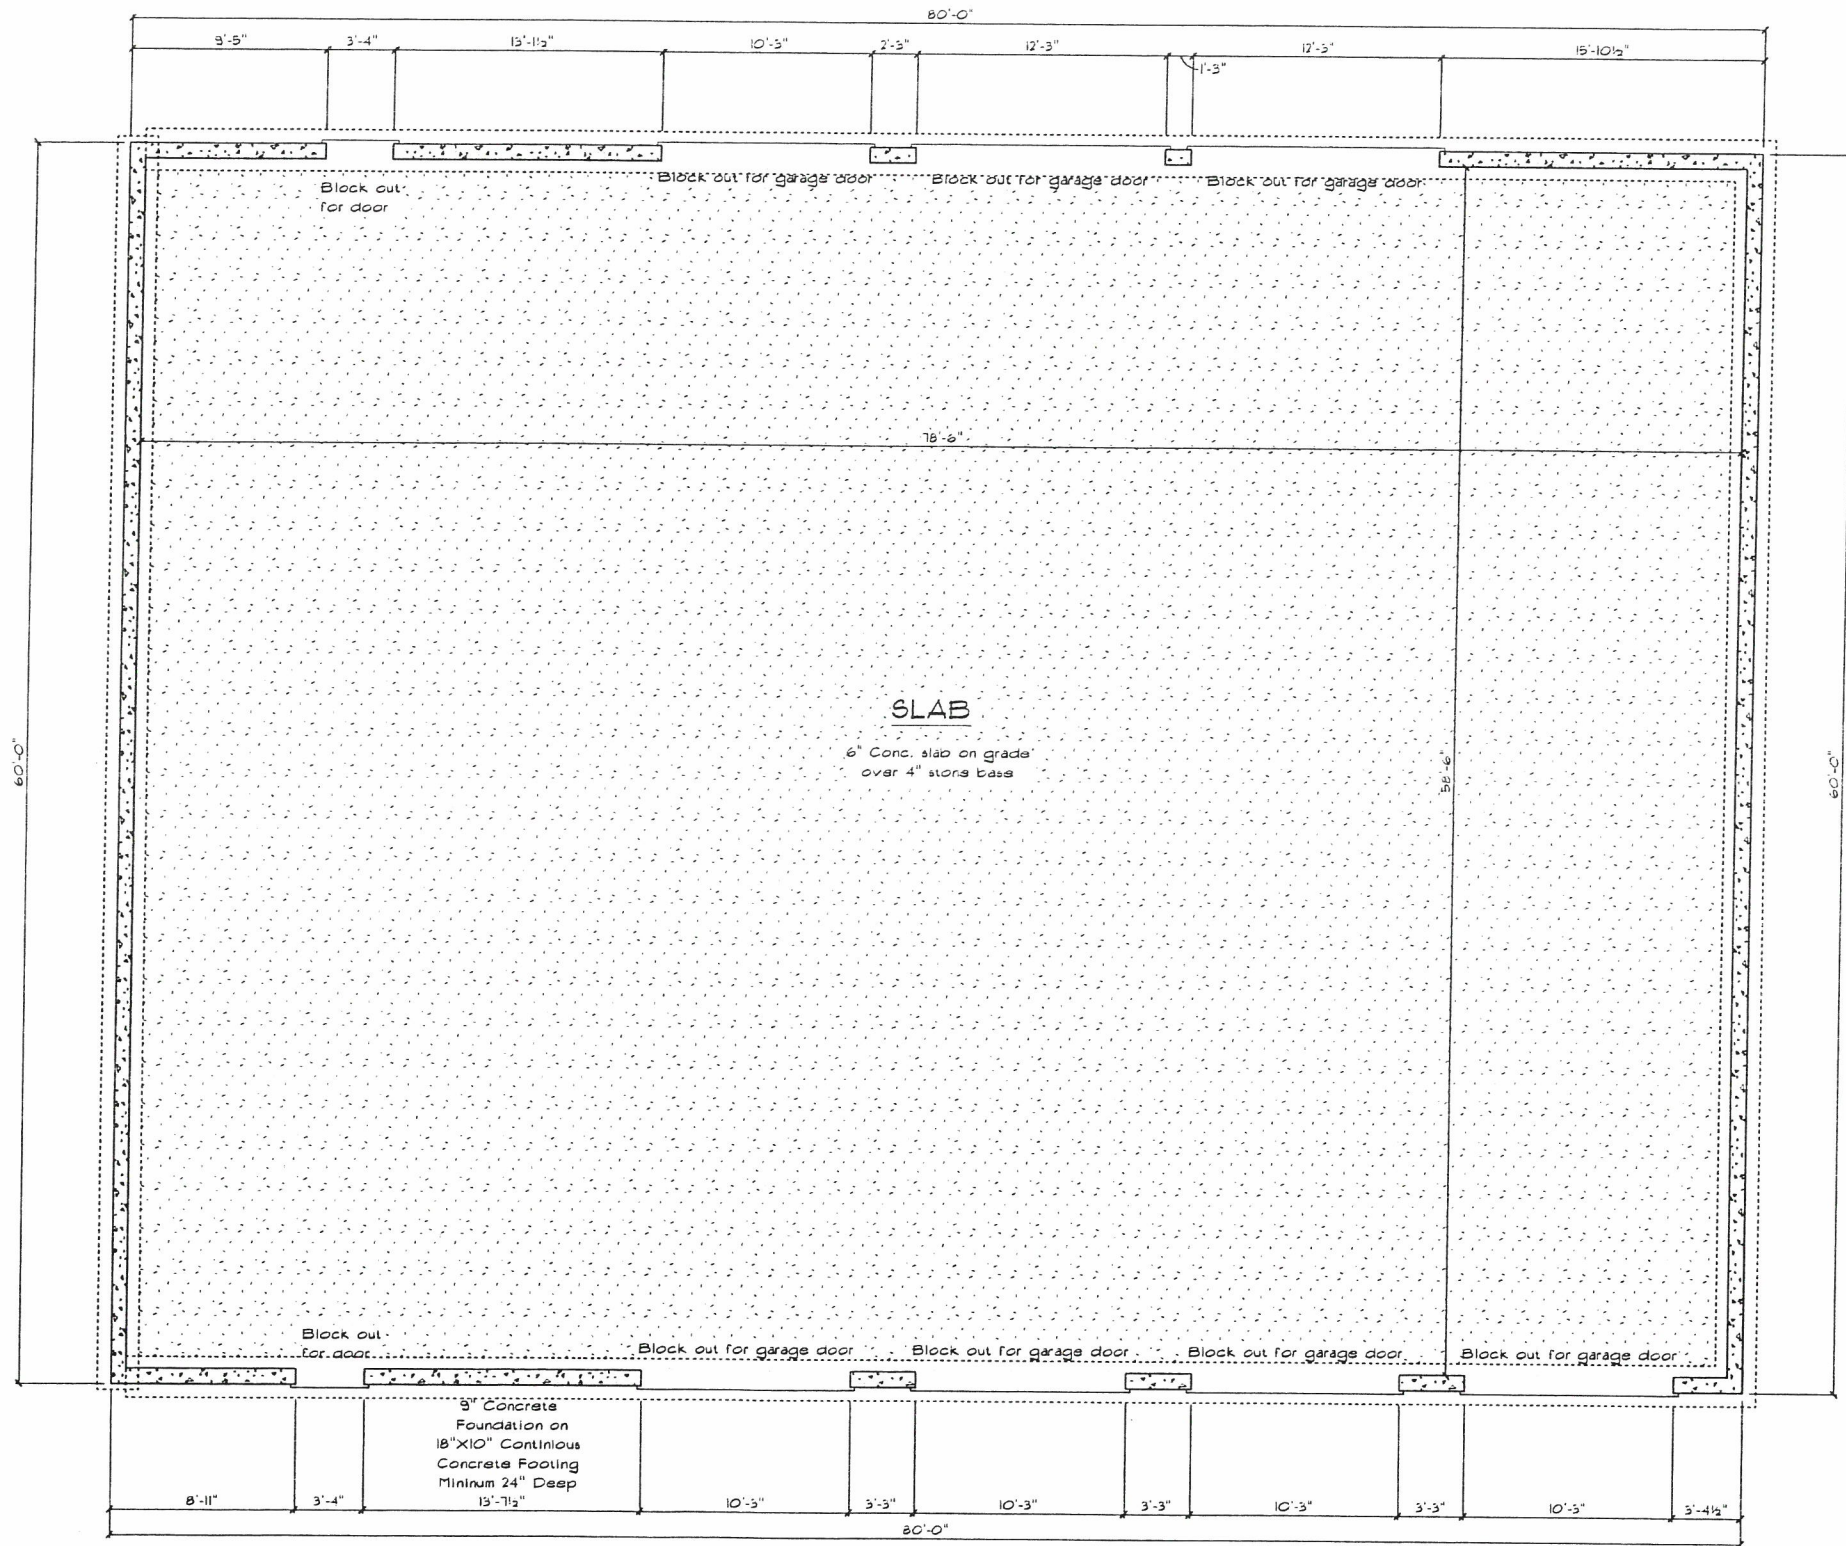 80'-0"
9'-5" 3'-4" 13'-1½" 10'-3" 2'-3" 12'-3" 1'-3" 12'-3" 15'-10½"
Block out
for door
Block out for garage door
Block out for garage door
Block out for garage door
78'-6"
SLAB
6" Conc. slab on grade
over 4" stone base
60'-0"
58'-6"
60'-0"
Block out
for door
Block out for garage door
Block out for garage door
Block out for garage door
Block out for garage door
9" Concrete
Foundation on
18"X10" Continious
Concrete Footing
Mininum 24" Deep
8'-11" 3'-4" 13'-7½" 10'-3" 3'-3" 10'-3" 3'-3" 10'-3" 3'-3" 10'-3" 3'-4½"
80'-0"